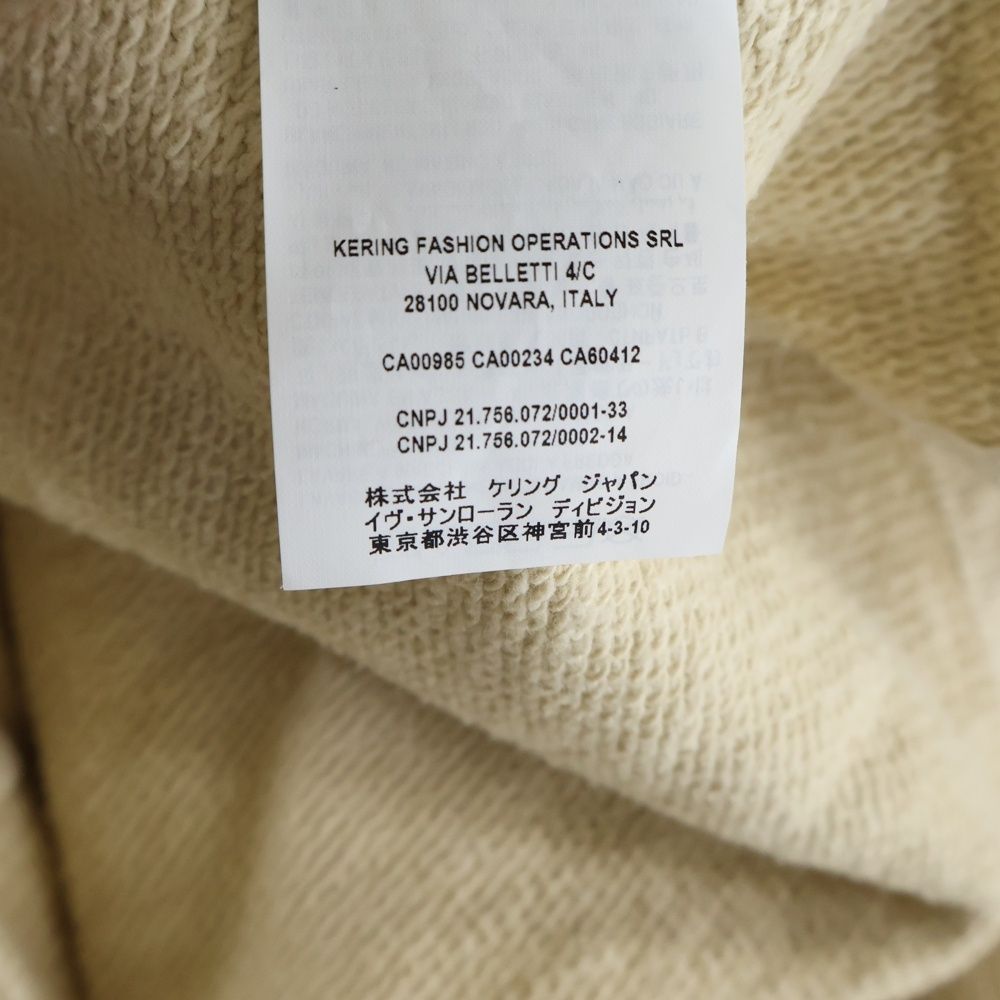 KERING FASHION OPERATIONS SRL
VIA BELLETTI 4/C
28100 NOVARA, ITALY
CA00985 CA00234 CA60412
CNPJ 21.756.072/0001-33
CNPJ 21.756.072/0002-14
株式会社 ケリング ジャパン
イヴ・サンローラン ディビジョン
東京都渋谷区神宮前4-3-10